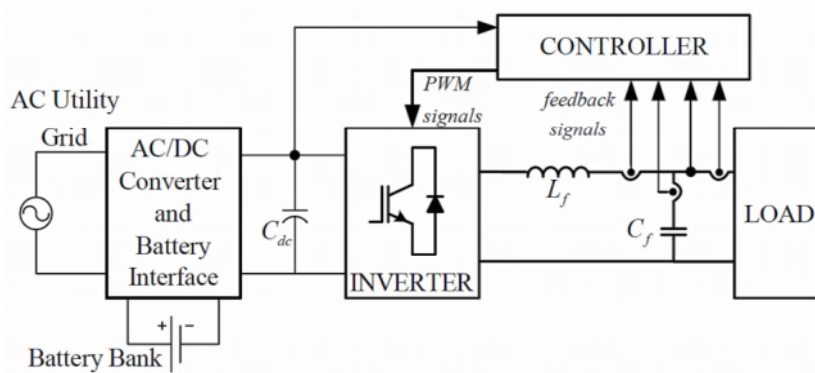 CONTROLLER
PWM
signals
feedback
signals
AC Utility
Grid
AC/DC
Converter
and
Battery
Interface
C_dc
INVERTER
L_f
C_f
LOAD
+ −
Battery Bank